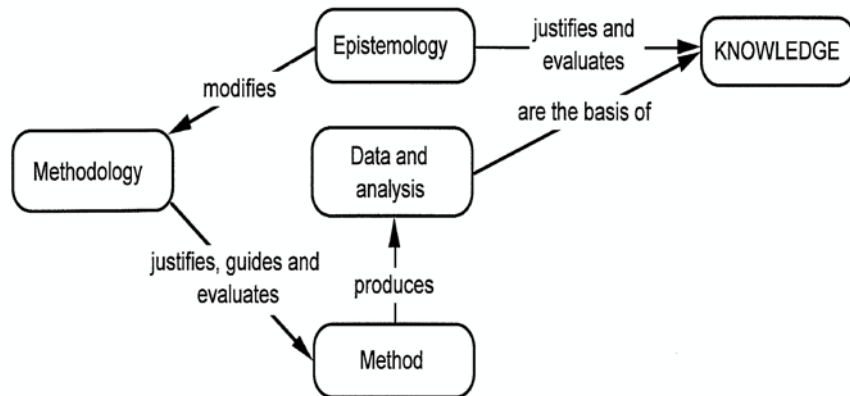 Epistemology
justifies and
evaluates
KNOWLEDGE
modifies
are the basis of
Methodology
Data and
analysis
justifies, guides and
evaluates
produces
Method